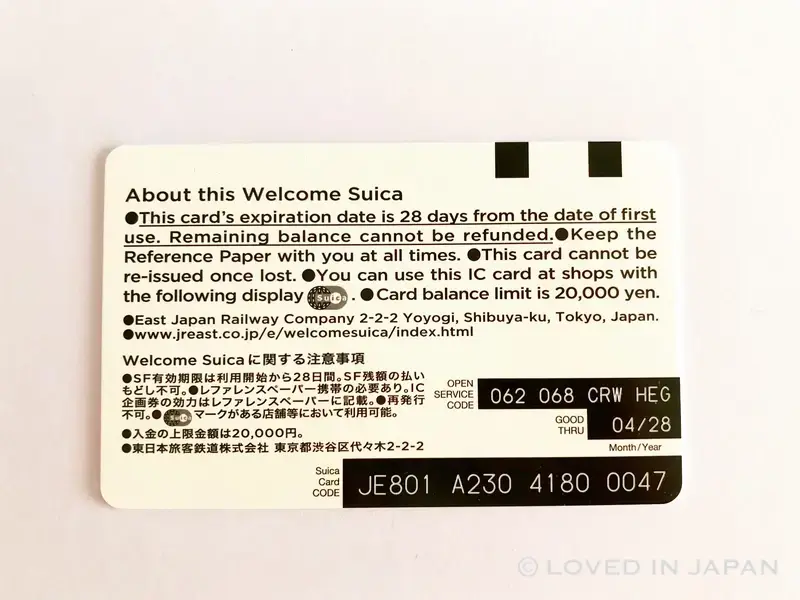 About this Welcome Suica
●This card's expiration date is 28 days from the date of first
use. Remaining balance cannot be refunded.●Keep the
Reference Paper with you at all times. ●This card cannot be
re-issued once lost. ●You can use this IC card at shops with
the following display Suica. ●Card balance limit is 20,000 yen.
●East Japan Railway Company 2-2-2 Yoyogi, Shibuya-ku, Tokyo, Japan.
●www.jreast.co.jp/e/welcomesuica/index.html
Welcome Suicaに関する注意事項
●SF有効期限は利用開始から28日間。SF残額の払い
もどし不可。●レファレンスペーパー携帯の必要あり。IC
企画券の効力はレファレンスペーパーに記載。●再発行
不可。●Suicaマークがある店舗等において利用可能。
●入金の上限金額は20,000円。
●東日本旅客鉄道株式会社 東京都渋谷区代々木2-2-2
OPEN
SERVICE
CODE
062 068 CRW HEG
GOOD
THRU
04/28
Month/Year
Suica
Card
CODE
JE801 A230 4180 0047
© LOVED IN JAPAN